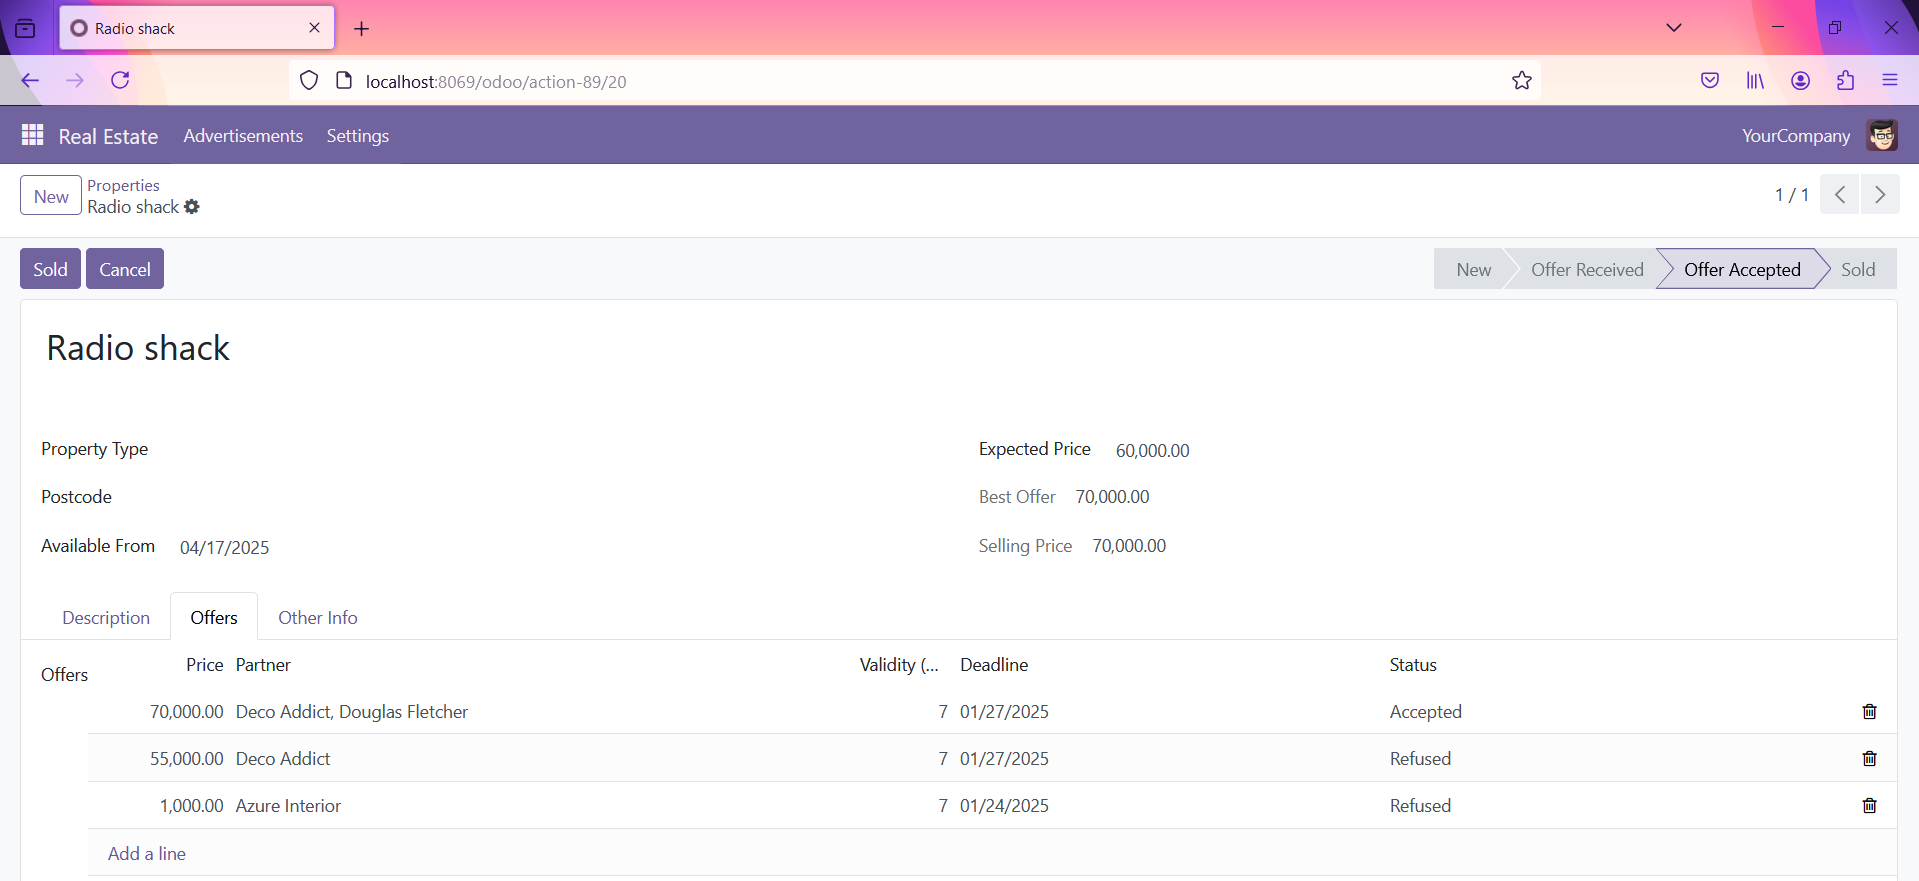 Radio shack
localhost:8069/odoo/action-89/20
Real Estate Advertisements Settings YourCompany
New Properties 1 / 1
Radio shack
Sold Cancel New Offer Received Offer Accepted Sold
Radio shack
Property Type Expected Price 60,000.00
Postcode Best Offer 70,000.00
Available From 04/17/2025 Selling Price 70,000.00
Description Offers Other Info
Offers Price Partner Validity (... Deadline Status
70,000.00 Deco Addict, Douglas Fletcher 7 01/27/2025 Accepted
55,000.00 Deco Addict 7 01/27/2025 Refused
1,000.00 Azure Interior 7 01/24/2025 Refused
Add a line